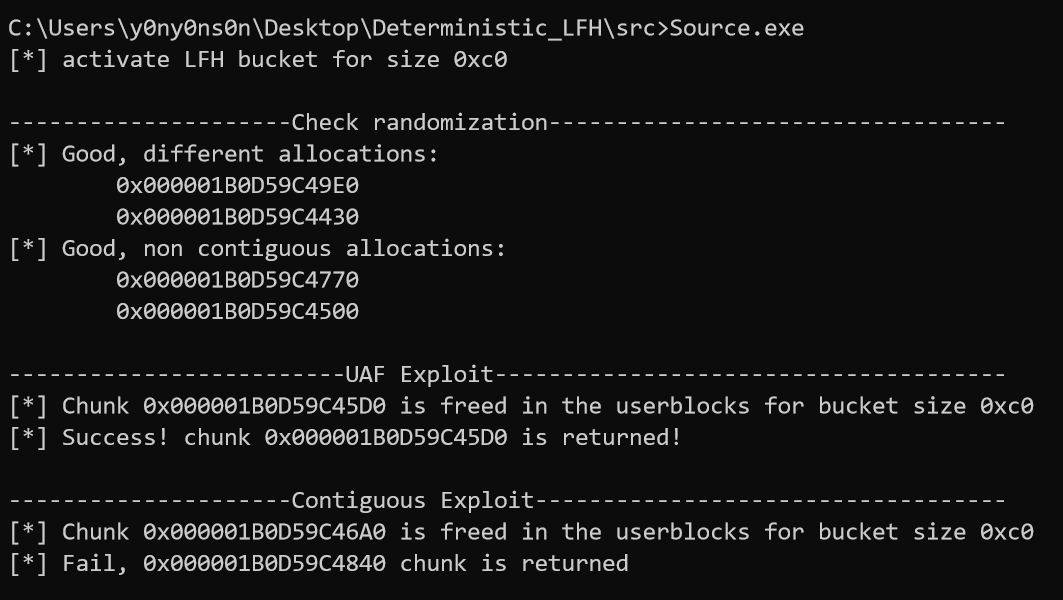 C:\Users\y0ny0ns0n\Desktop\Deterministic_LFH\src>Source.exe
[*] activate LFH bucket for size 0xc0
---------------------Check randomization----------------------------------
[*] Good, different allocations:
0x000001B0D59C49E0
0x000001B0D59C4430
[*] Good, non contiguous allocations:
0x000001B0D59C4770
0x000001B0D59C4500
-------------------------UAF Exploit--------------------------------------
[*] Chunk 0x000001B0D59C45D0 is freed in the userblocks for bucket size 0xc0
[*] Success! chunk 0x000001B0D59C45D0 is returned!
---------------------Contiguous Exploit-----------------------------------
[*] Chunk 0x000001B0D59C46A0 is freed in the userblocks for bucket size 0xc0
[*] Fail, 0x000001B0D59C4840 chunk is returned